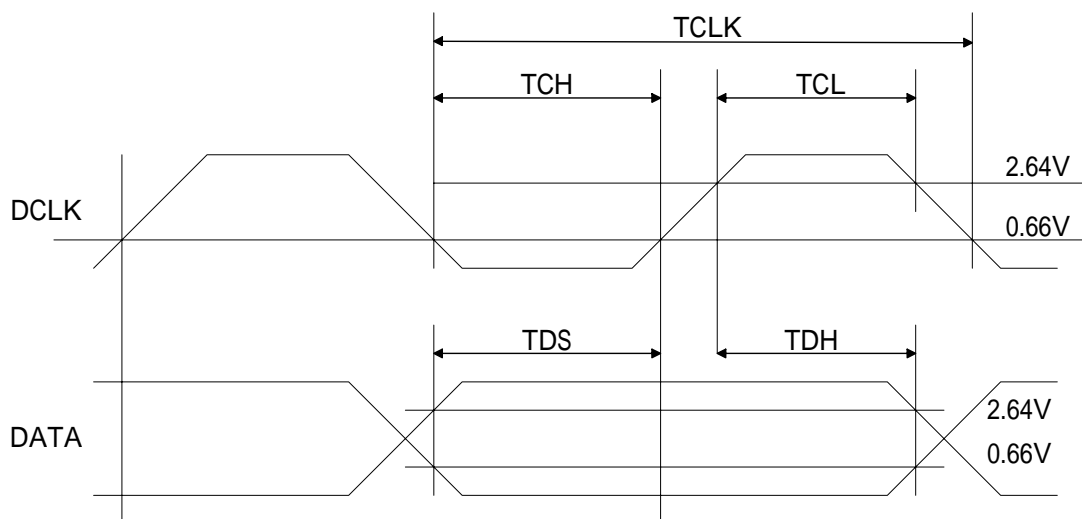 TCLK
TCH
TCL
2.64V
DCLK
0.66V
TDS
TDH
2.64V
DATA
0.66V